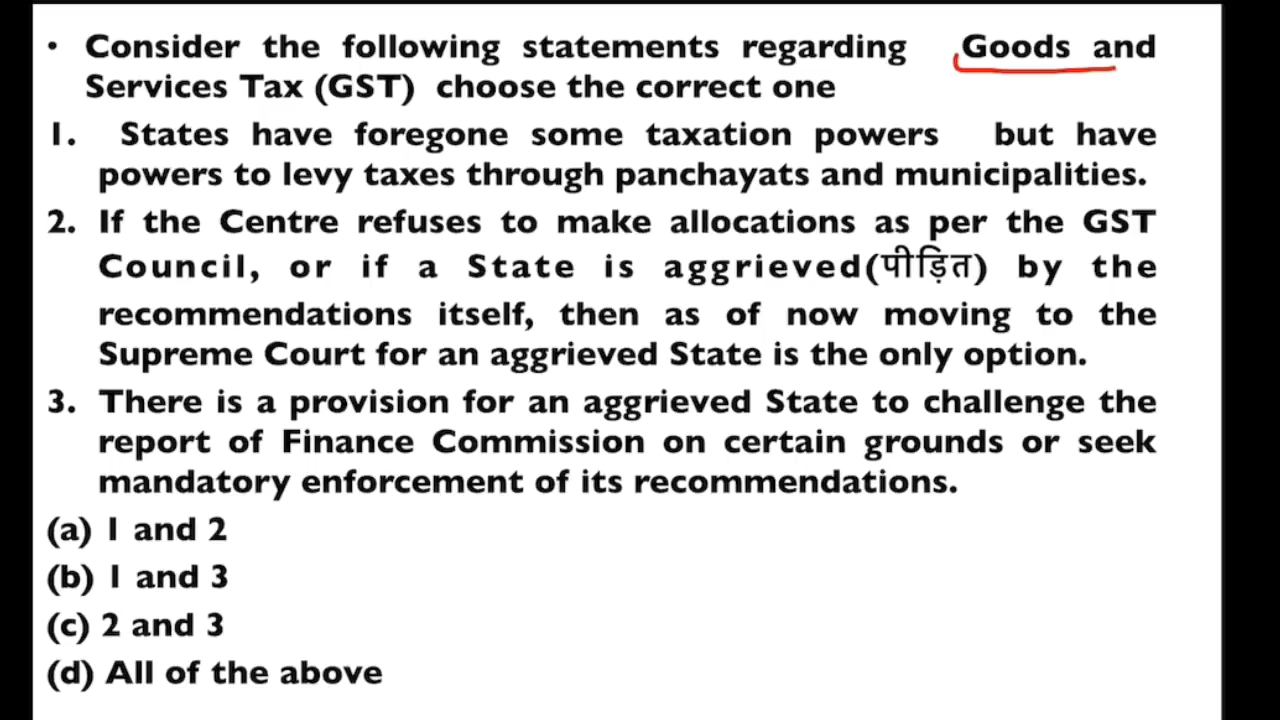 • Consider the following statements regarding Goods and
Services Tax (GST) choose the correct one
1. States have foregone some taxation powers but have
powers to levy taxes through panchayats and municipalities.
2. If the Centre refuses to make allocations as per the GST
Council, or if a State is aggrieved(पीड़ित) by the
recommendations itself, then as of now moving to the
Supreme Court for an aggrieved State is the only option.
3. There is a provision for an aggrieved State to challenge the
report of Finance Commission on certain grounds or seek
mandatory enforcement of its recommendations.
(a) 1 and 2
(b) 1 and 3
(c) 2 and 3
(d) All of the above